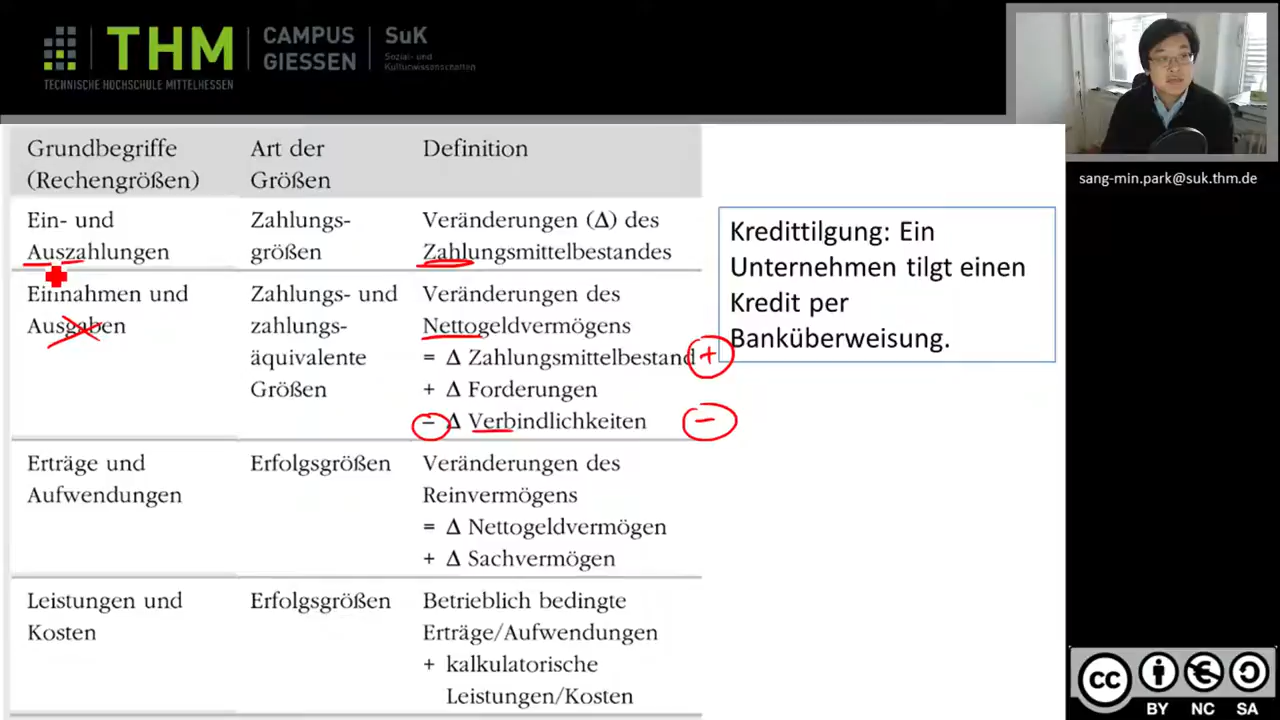 THM
CAMPUS
GIESSEN
SuK
Sozial- und
Kulturwissenschaften
TECHNISCHE HOCHSCHULE MITTELHESSEN
sang-min.park@suk.thm.de
Grundbegriffe
(Rechengrößen)
Art der
Größen
Definition
Ein- und
Auszahlungen
Zahlungs-
größen
Veränderungen (Δ) des
Zahlungsmittelbestandes
Einnahmen und
Ausgaben
Zahlungs- und
zahlungs-
äquivalente
Größen
Veränderungen des
Nettogeldvermögens
= Δ Zahlungsmittelbestand +
+ Δ Forderungen
– Δ Verbindlichkeiten –
Erträge und
Aufwendungen
Erfolgsgrößen
Veränderungen des
Reinvermögens
= Δ Nettogeldvermögen
+ Δ Sachvermögen
Leistungen und
Kosten
Erfolgsgrößen
Betrieblich bedingte
Erträge/Aufwendungen
+ kalkulatorische
Leistungen/Kosten
Kredittilgung: Ein
Unternehmen tilgt einen
Kredit per
Banküberweisung.
cc
BY NC SA